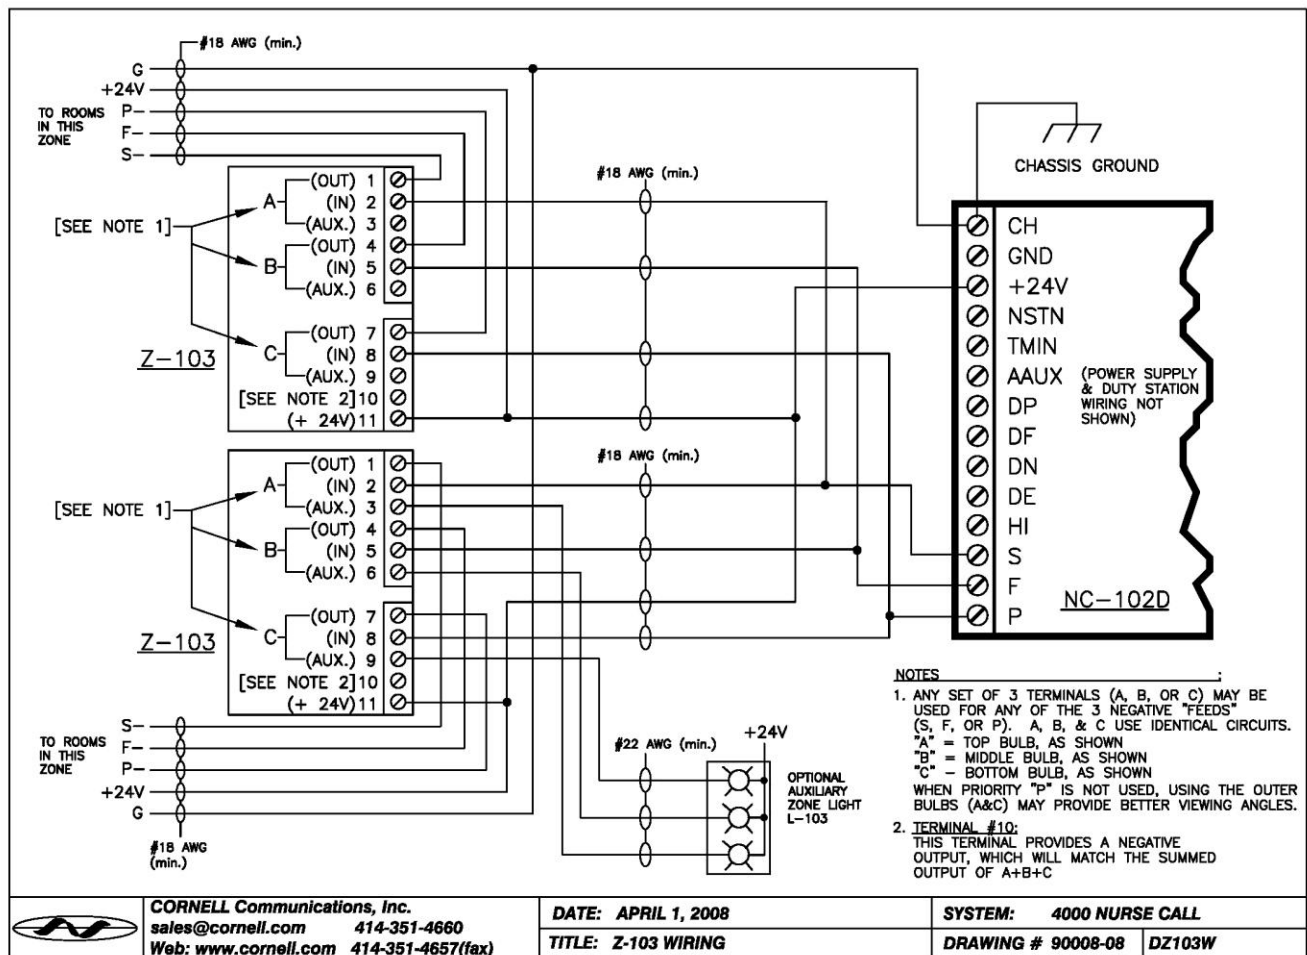 #18 AWG (min.)
G
+24V
TO ROOMS
IN THIS
ZONE
P-
F-
S-
[SEE NOTE 1]
A
B
C
(OUT) 1
(IN) 2
(AUX.) 3
(OUT) 4
(IN) 5
(AUX.) 6
(OUT) 7
(IN) 8
(AUX.) 9
[SEE NOTE 2]10
(+ 24V)11
Z-103
#18 AWG (min.)
CHASSIS GROUND
CH
GND
+24V
NSTN
TMIN
AAUX
DP
DF
DN
DE
HI
S
F
P
(POWER SUPPLY
& DUTY STATION
WIRING NOT
SHOWN)
NC-102D
[SEE NOTE 1]
A
B
C
(OUT) 1
(IN) 2
(AUX.) 3
(OUT) 4
(IN) 5
(AUX.) 6
(OUT) 7
(IN) 8
(AUX.) 9
[SEE NOTE 2]10
(+ 24V)11
Z-103
#18 AWG (min.)
TO ROOMS
IN THIS
ZONE
S-
F-
P-
+24V
G
#18 AWG
(min.)
#22 AWG (min.)
+24V
OPTIONAL
AUXILIARY
ZONE LIGHT
L-103
NOTES :
1. ANY SET OF 3 TERMINALS (A, B, OR C) MAY BE
USED FOR ANY OF THE 3 NEGATIVE "FEEDS"
(S, F, OR P). A, B, & C USE IDENTICAL CIRCUITS.
"A" = TOP BULB, AS SHOWN
"B" = MIDDLE BULB, AS SHOWN
"C" - BOTTOM BULB, AS SHOWN
WHEN PRIORITY "P" IS NOT USED, USING THE OUTER
BULBS (A&C) MAY PROVIDE BETTER VIEWING ANGLES.
2. TERMINAL #10:
THIS TERMINAL PROVIDES A NEGATIVE
OUTPUT, WHICH WILL MATCH THE SUMMED
OUTPUT OF A+B+C
CORNELL Communications, Inc.
sales@cornell.com 414-351-4660
Web: www.cornell.com 414-351-4657(fax)
DATE: APRIL 1, 2008
TITLE: Z-103 WIRING
SYSTEM: 4000 NURSE CALL
DRAWING # 90008-08 DZ103W